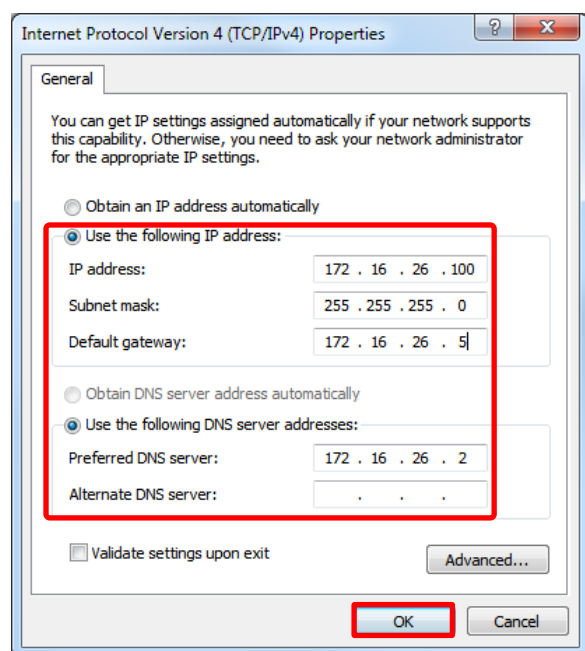 Internet Protocol Version 4 (TCP/IPv4) Properties
?
X
General
You can get IP settings assigned automatically if your network supports
this capability. Otherwise, you need to ask your network administrator
for the appropriate IP settings.
Obtain an IP address automatically
Use the following IP address:
IP address: 172 . 16 . 26 . 100
Subnet mask: 255 . 255 . 255 . 0
Default gateway: 172 . 16 . 26 . 5
Obtain DNS server address automatically
Use the following DNS server addresses:
Preferred DNS server: 172 . 16 . 26 . 2
Alternate DNS server: . . .
Validate settings upon exit
Advanced...
OK Cancel